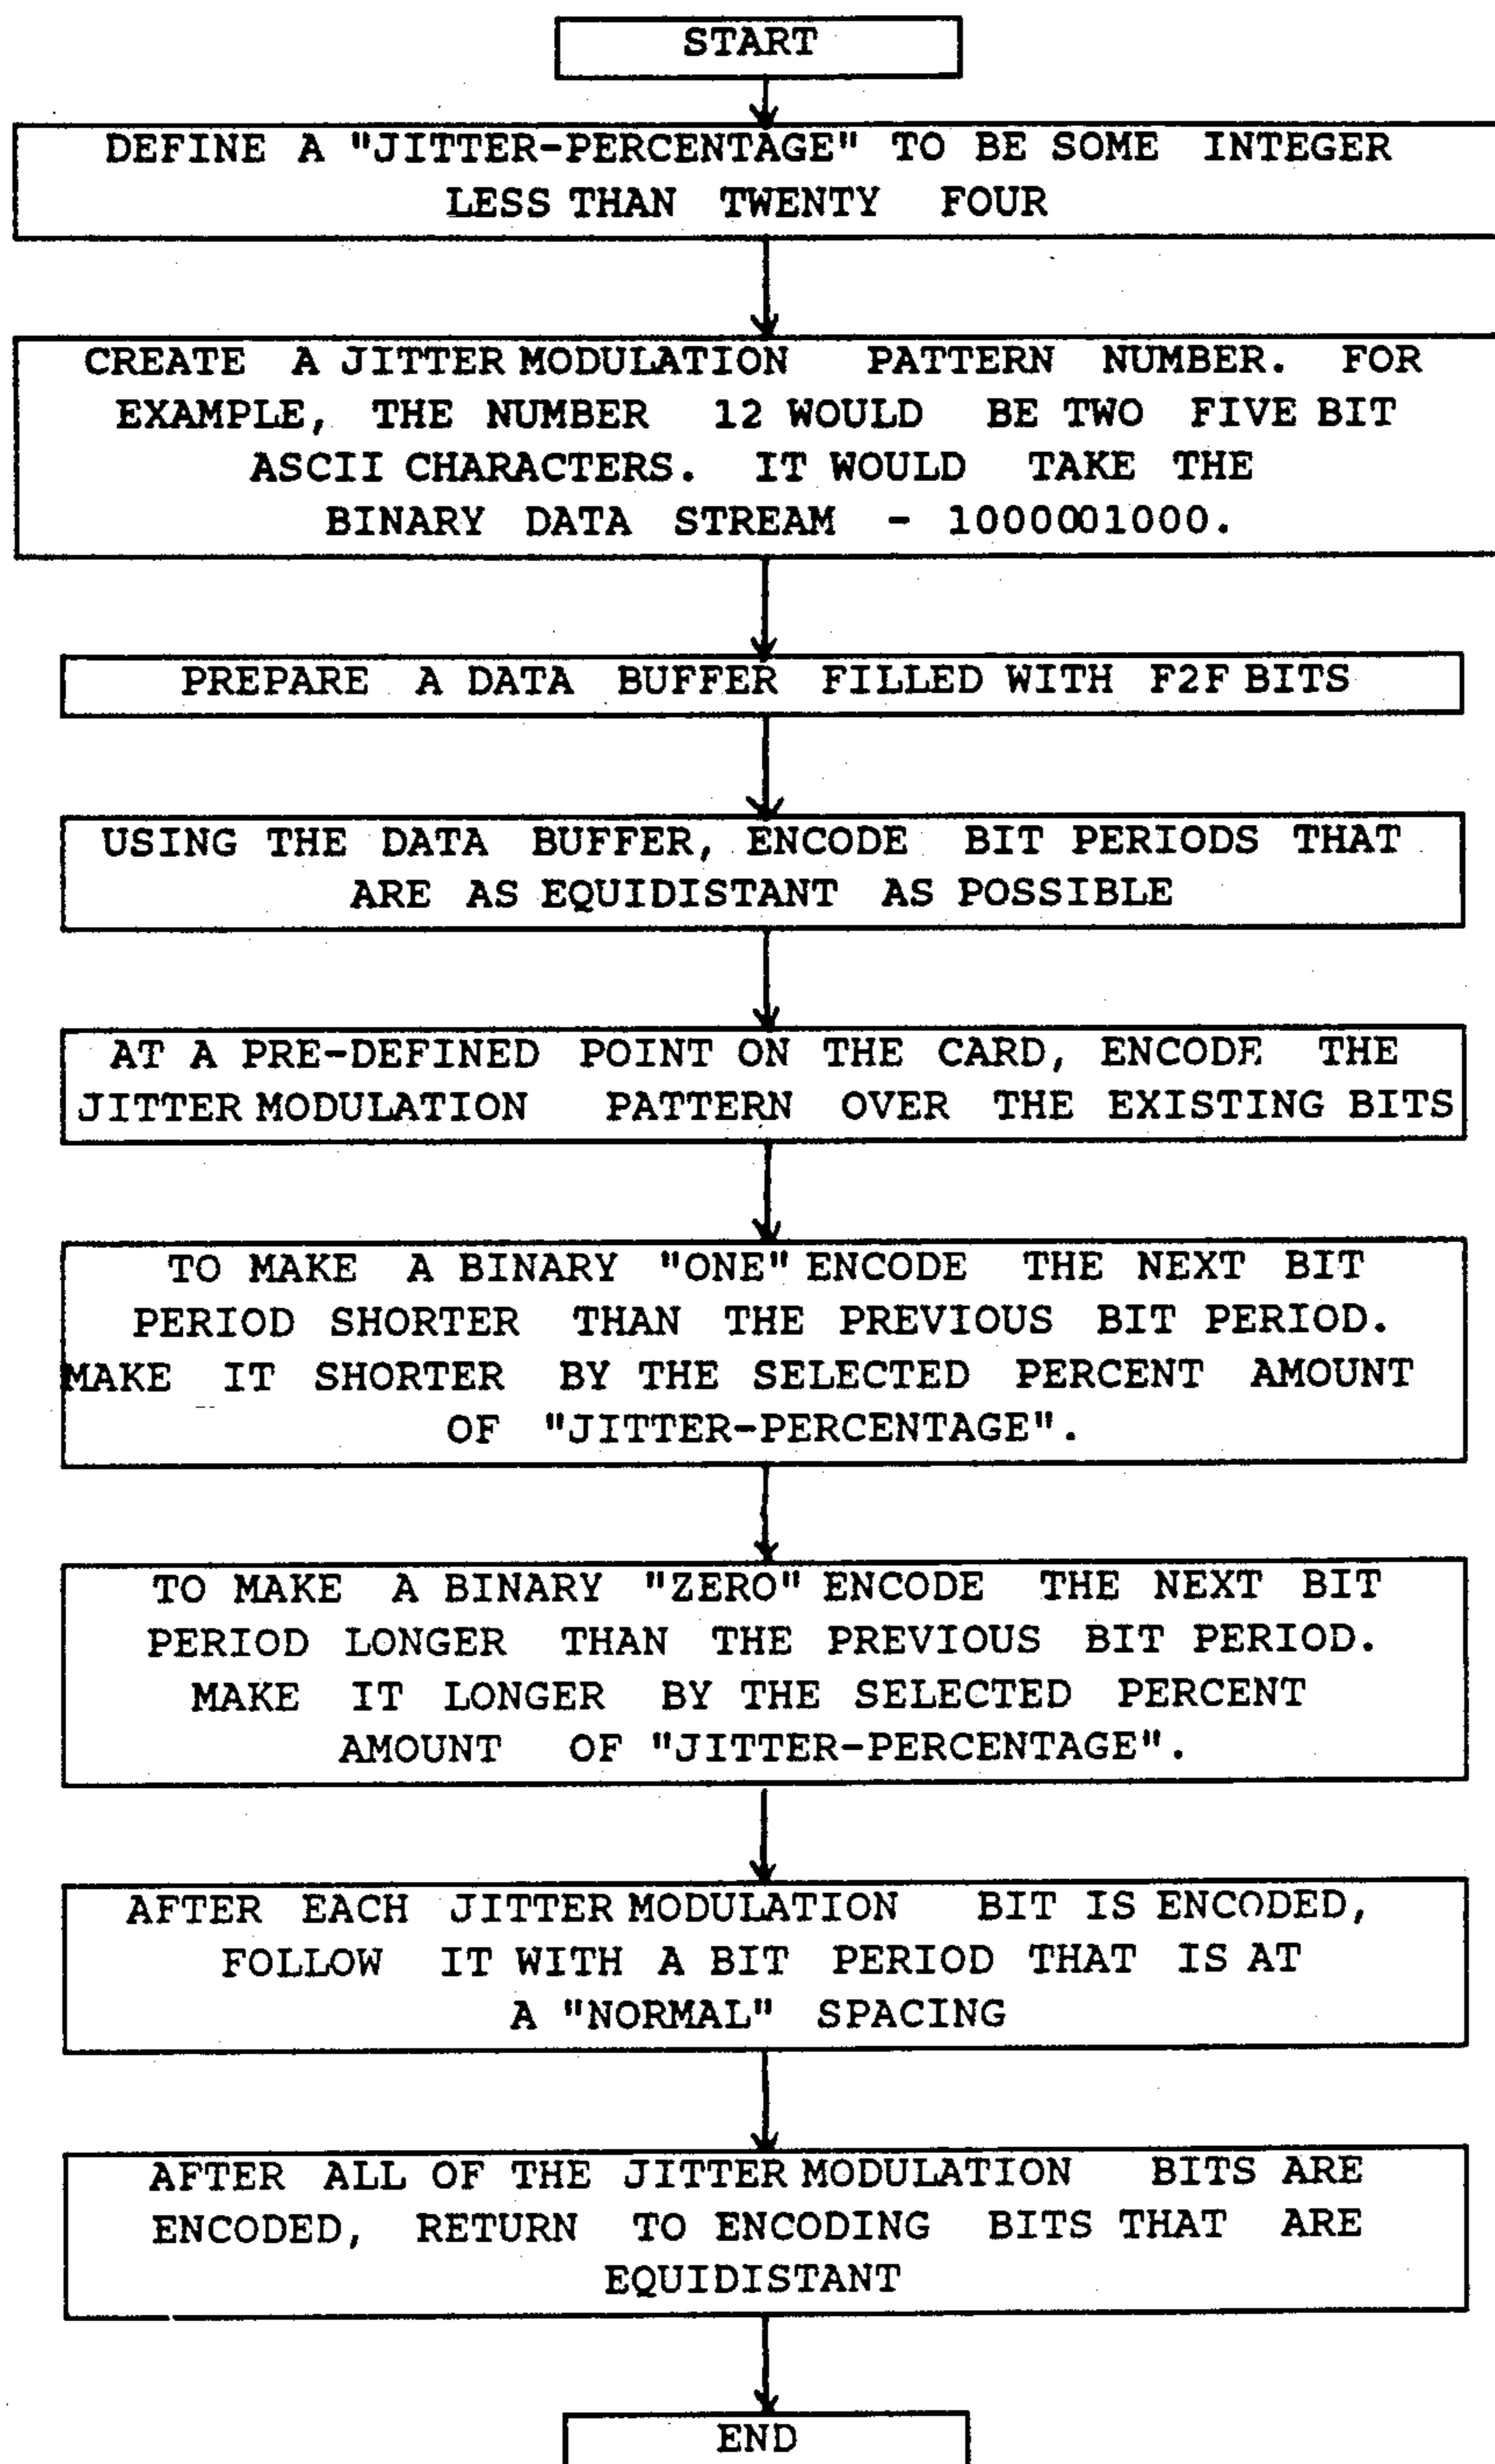 START
DEFINE A "JITTER-PERCENTAGE" TO BE SOME INTEGER
LESS THAN TWENTY FOUR
CREATE A JITTER MODULATION PATTERN NUMBER. FOR
EXAMPLE, THE NUMBER 12 WOULD BE TWO FIVE BIT
ASCII CHARACTERS. IT WOULD TAKE THE
BINARY DATA STREAM - 1000001000.
PREPARE A DATA BUFFER FILLED WITH F2F BITS
USING THE DATA BUFFER, ENCODE BIT PERIODS THAT
ARE AS EQUIDISTANT AS POSSIBLE
AT A PRE-DEFINED POINT ON THE CARD, ENCODE THE
JITTER MODULATION PATTERN OVER THE EXISTING BITS
TO MAKE A BINARY "ONE" ENCODE THE NEXT BIT
PERIOD SHORTER THAN THE PREVIOUS BIT PERIOD.
MAKE IT SHORTER BY THE SELECTED PERCENT AMOUNT
OF "JITTER-PERCENTAGE".
TO MAKE A BINARY "ZERO" ENCODE THE NEXT BIT
PERIOD LONGER THAN THE PREVIOUS BIT PERIOD.
MAKE IT LONGER BY THE SELECTED PERCENT
AMOUNT OF "JITTER-PERCENTAGE".
AFTER EACH JITTER MODULATION BIT IS ENCODED,
FOLLOW IT WITH A BIT PERIOD THAT IS AT
A "NORMAL" SPACING
AFTER ALL OF THE JITTER MODULATION BITS ARE
ENCODED, RETURN TO ENCODING BITS THAT ARE
EQUIDISTANT
END